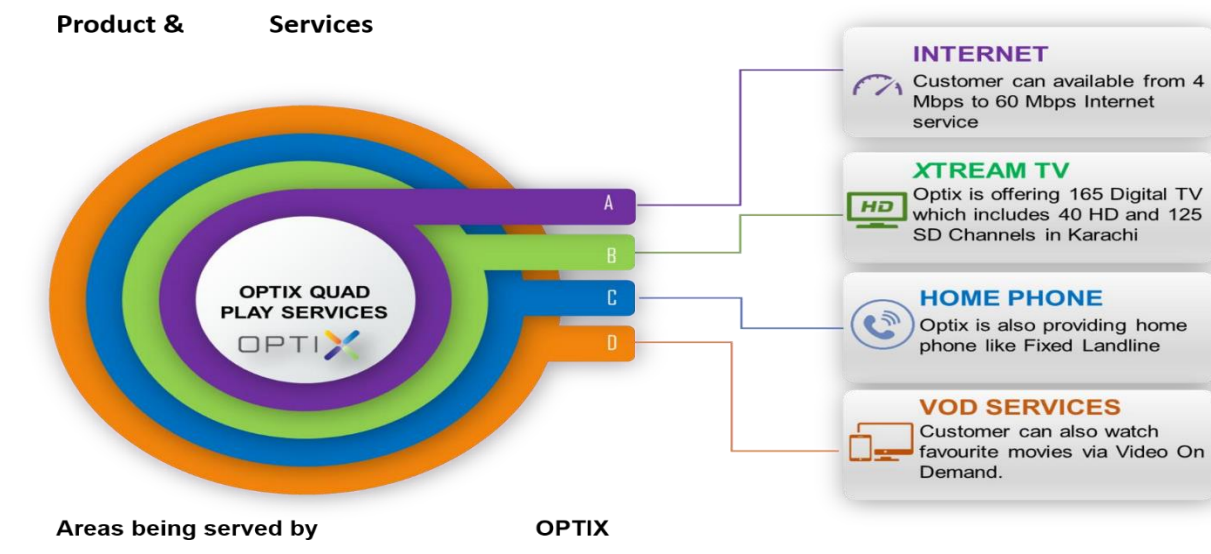 Product & Services
OPTIX QUAD
PLAY SERVICES
OPTIX
A
B
C
D
INTERNET
Customer can available from 4
Mbps to 60 Mbps Internet
service
XTREAM TV
HD
Optix is offering 165 Digital TV
which includes 40 HD and 125
SD Channels in Karachi
HOME PHONE
Optix is also providing home
phone like Fixed Landline
VOD SERVICES
Customer can also watch
favourite movies via Video On
Demand.
Areas being served by OPTIX